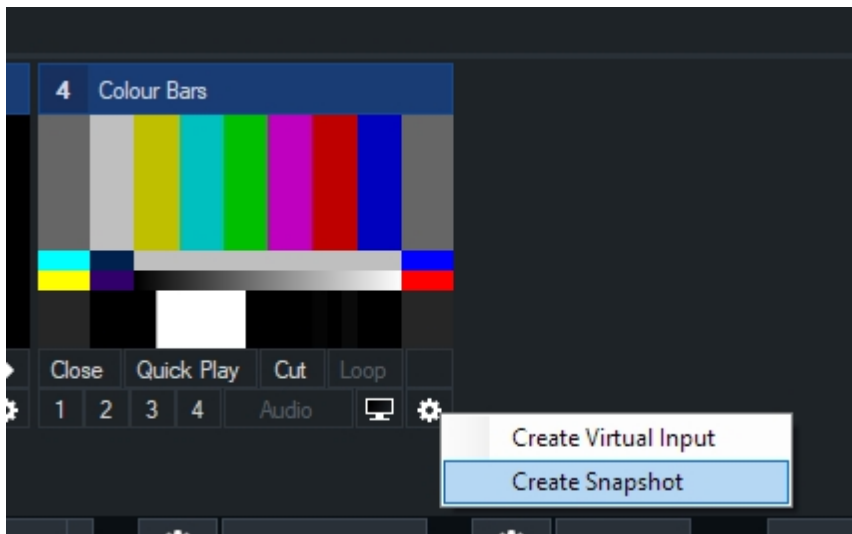 4 Colour Bars
Close Quick Play Cut Loop
1 2 3 4 Audio
Create Virtual Input
Create Snapshot